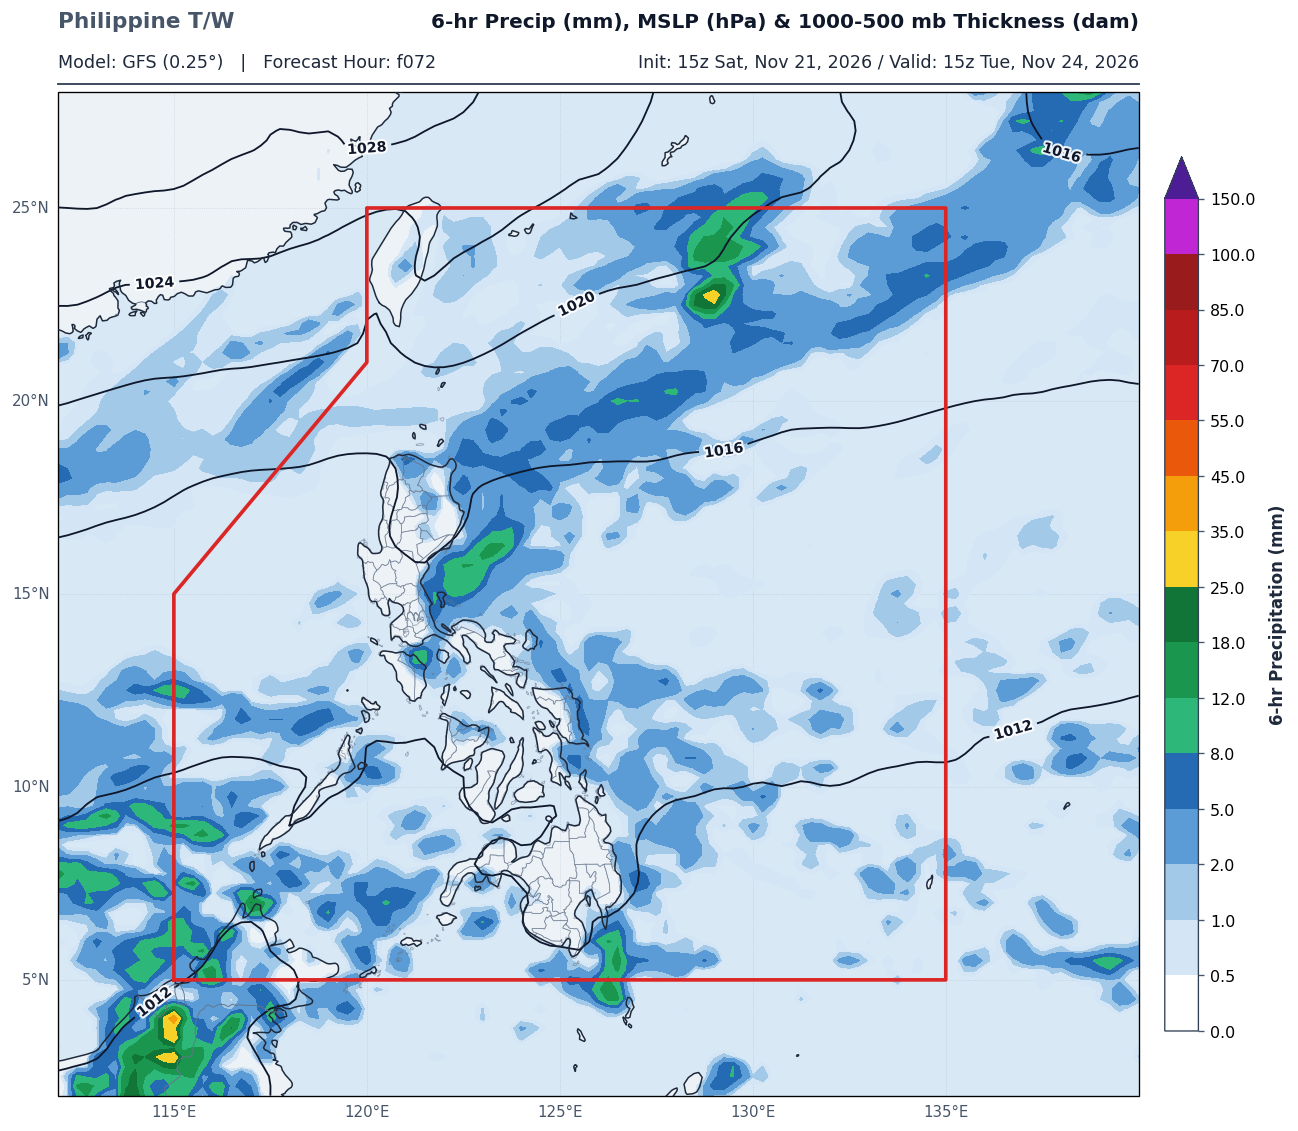 Philippine T/W
6-hr Precip (mm), MSLP (hPa) & 1000-500 mb Thickness (dam)
Model: GFS (0.25°) | Forecast Hour: f072
Init: 15z Sat, Nov 21, 2026 / Valid: 15z Tue, Nov 24, 2026
1028
1016
1024
1020
1016
1012
1012
25°N
20°N
15°N
10°N
5°N
115°E
120°E
125°E
130°E
135°E
150.0
100.0
85.0
70.0
55.0
45.0
35.0
25.0
18.0
12.0
8.0
5.0
2.0
1.0
0.5
0.0
6-hr Precipitation (mm)